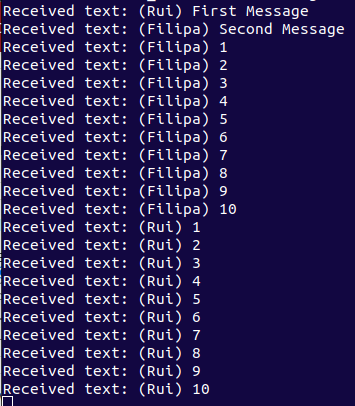 Received text: (Rui) First Message
Received text: (Filipa) Second Message
Received text: (Filipa) 1
Received text: (Filipa) 2
Received text: (Filipa) 3
Received text: (Filipa) 4
Received text: (Filipa) 5
Received text: (Filipa) 6
Received text: (Filipa) 7
Received text: (Filipa) 8
Received text: (Filipa) 9
Received text: (Filipa) 10
Received text: (Rui) 1
Received text: (Rui) 2
Received text: (Rui) 3
Received text: (Rui) 4
Received text: (Rui) 5
Received text: (Rui) 6
Received text: (Rui) 7
Received text: (Rui) 8
Received text: (Rui) 9
Received text: (Rui) 10